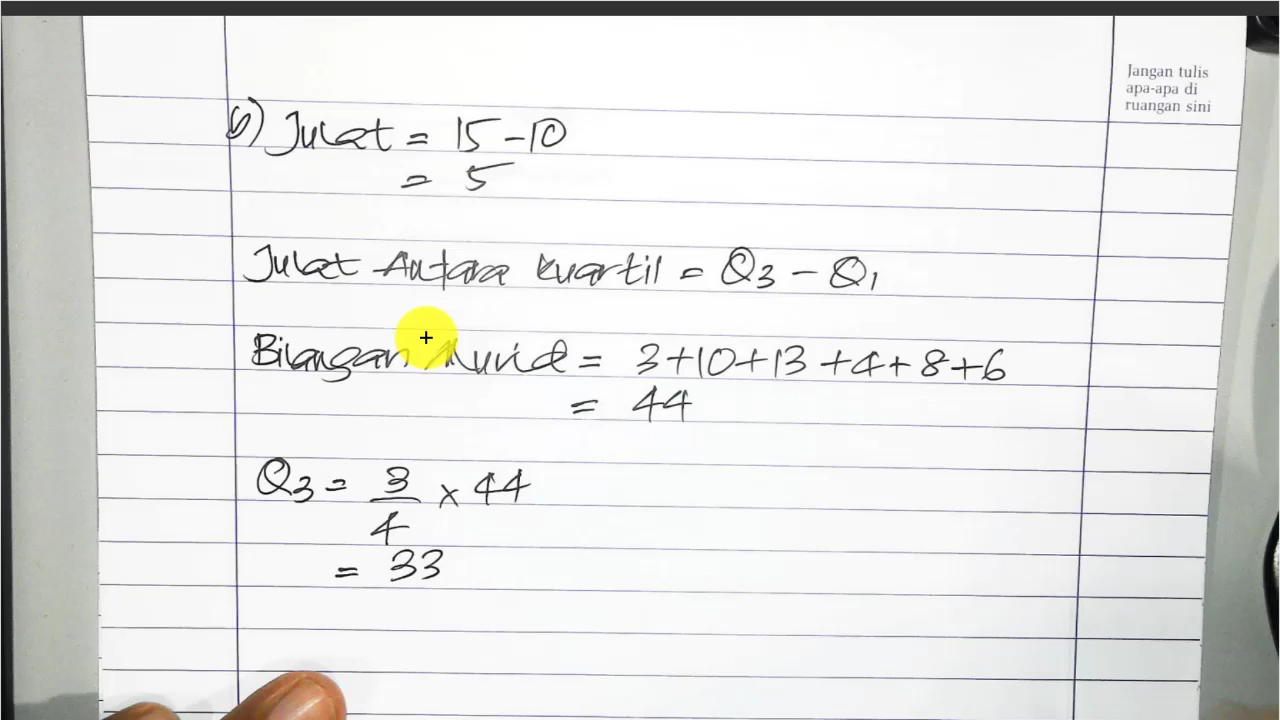 Jangan tulis
apa-apa di
ruangan sini
b) Julat = 15 - 10
= 5
Julat Antara Kuartil = Q3 - Q1
Bilangan Murid = 3+10+13+4+8+6
= 44
Q3 = 3/4 × 44
= 33